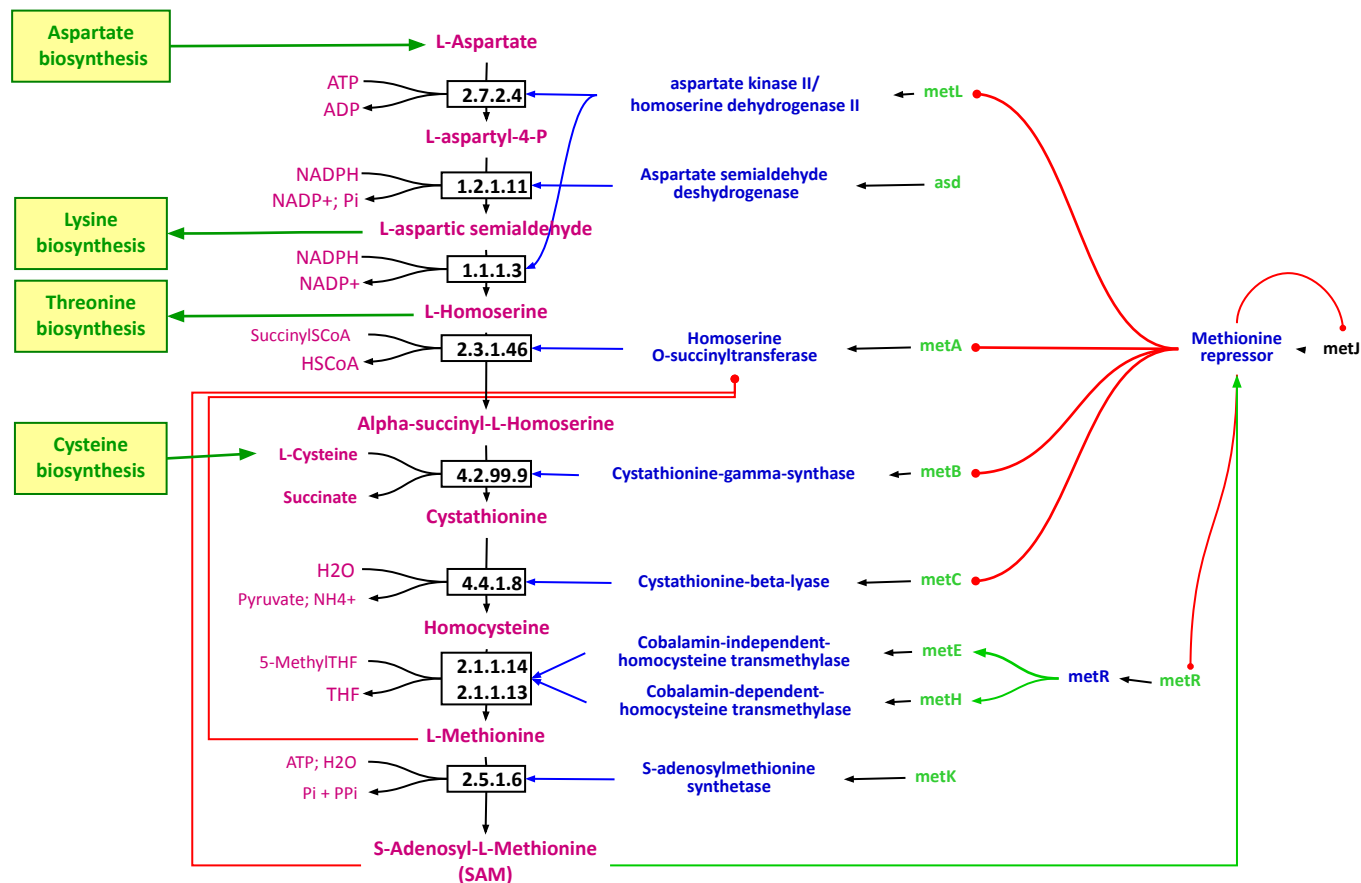 Aspartate
biosynthesis
L-Aspartate
ATP
ADP
2.7.2.4
aspartate kinase II/
homoserine dehydrogenase II
metL
L-aspartyl-4-P
NADPH
NADP+; Pi
1.2.1.11
Aspartate semialdehyde
deshydrogenase
asd
Lysine
biosynthesis
L-aspartic semialdehyde
NADPH
NADP+
1.1.1.3
Threonine
biosynthesis
L-Homoserine
SuccinylSCoA
HSCoA
2.3.1.46
Homoserine
O-succinyltransferase
metA
Methionine
repressor
metJ
Alpha-succinyl-L-Homoserine
Cysteine
biosynthesis
L-Cysteine
Succinate
4.2.99.9
Cystathionine-gamma-synthase
metB
Cystathionine
H2O
Pyruvate; NH4+
4.4.1.8
Cystathionine-beta-lyase
metC
Homocysteine
5-MethylTHF
THF
2.1.1.14
2.1.1.13
Cobalamin-independent-
homocysteine transmethylase
metE
Cobalamin-dependent-
homocysteine transmethylase
metH
metR
metR
L-Methionine
ATP; H2O
Pi + PPi
2.5.1.6
S-adenosylmethionine
synthetase
metK
S-Adenosyl-L-Methionine
(SAM)